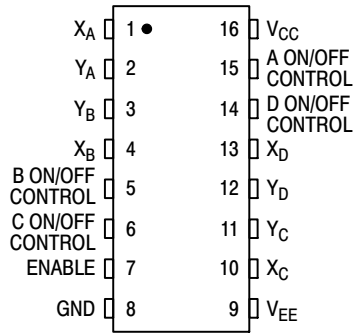 X_A 1 16 V_CC
Y_A 2 15 A ON/OFF CONTROL
Y_B 3 14 D ON/OFF CONTROL
X_B 4 13 X_D
B ON/OFF CONTROL 5 12 Y_D
C ON/OFF CONTROL 6 11 Y_C
ENABLE 7 10 X_C
GND 8 9 V_EE